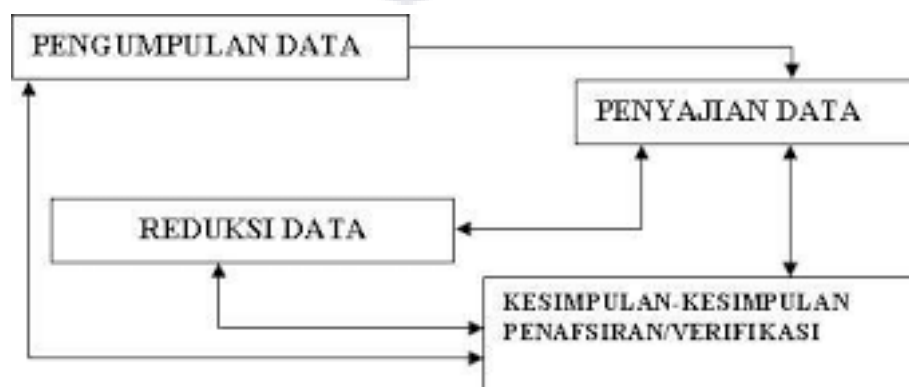 PENGUMPULAN DATA
PENYAJIAN DATA
REDUKSI DATA
KESIMPULAN-KESIMPULAN
PENAFSIRAN/VERIFIKASI